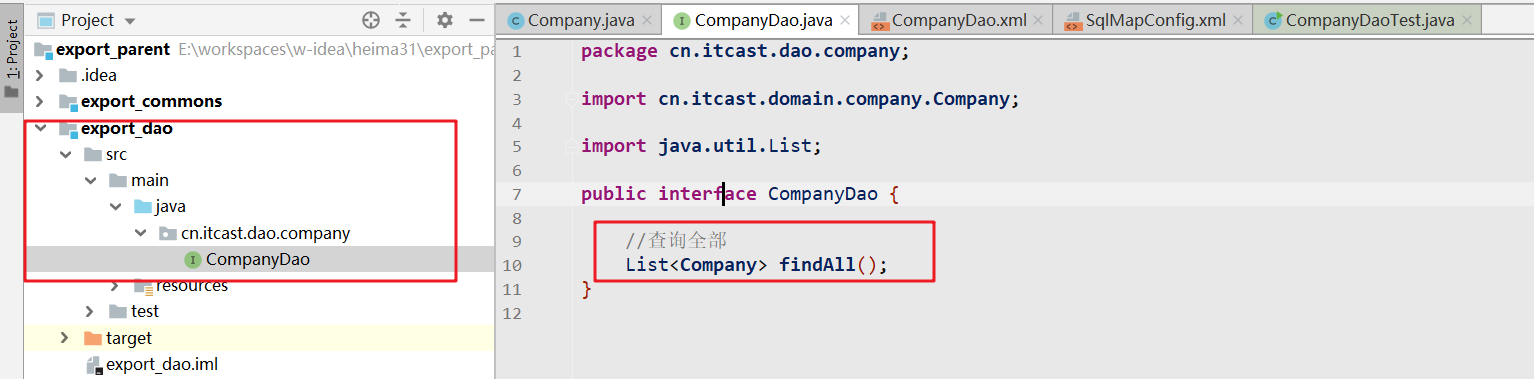 1: Project
Project
export_parent E:\workspaces\w-idea\heima31\export_pa
.idea
export_commons
export_dao
src
main
java
cn.itcast.dao.company
CompanyDao
resources
test
target
export_dao.iml
Company.java
CompanyDao.java
CompanyDao.xml
SqlMapConfig.xml
CompanyDaoTest.java
1 package cn.itcast.dao.company;
2
3 import cn.itcast.domain.company.Company;
4
5 import java.util.List;
6
7 public interface CompanyDao {
8
9 //查询全部
10 List<Company> findAll();
11 }
12